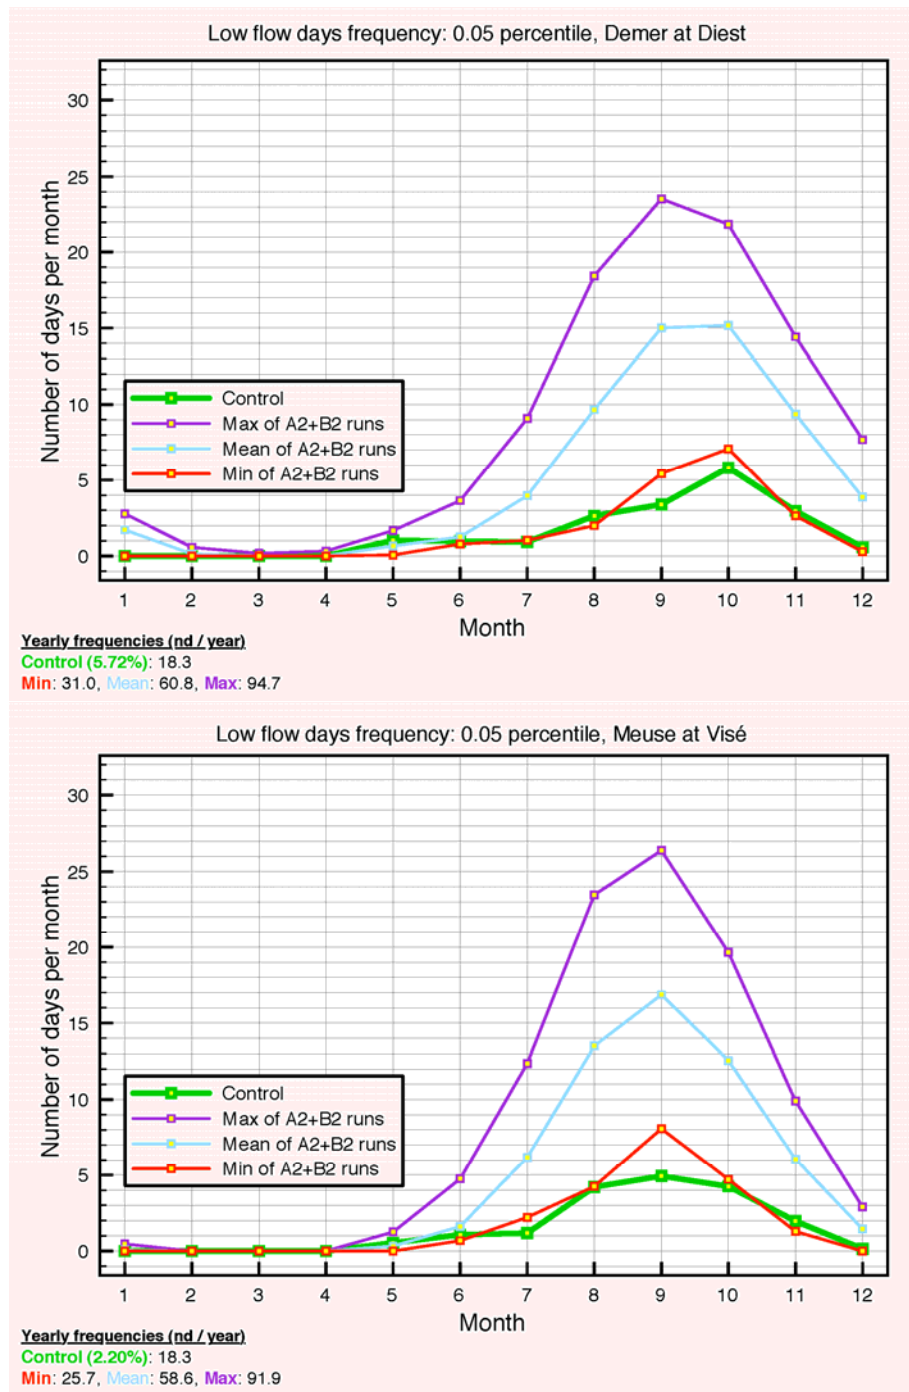 Low flow days frequency: 0.05 percentile, Demer at Diest
30
25
20
15
10
5
0
Number of days per month
Control
Max of A2+B2 runs
Mean of A2+B2 runs
Min of A2+B2 runs
1 2 3 4 5 6 7 8 9 10 11 12
Month
Yearly frequencies (nd / year)
Control (5.72%): 18.3
Min: 31.0, Mean: 60.8, Max: 94.7
Low flow days frequency: 0.05 percentile, Meuse at Visé
30
25
20
15
10
5
0
Number of days per month
Control
Max of A2+B2 runs
Mean of A2+B2 runs
Min of A2+B2 runs
1 2 3 4 5 6 7 8 9 10 11 12
Month
Yearly frequencies (nd / year)
Control (2.20%): 18.3
Min: 25.7, Mean: 58.6, Max: 91.9